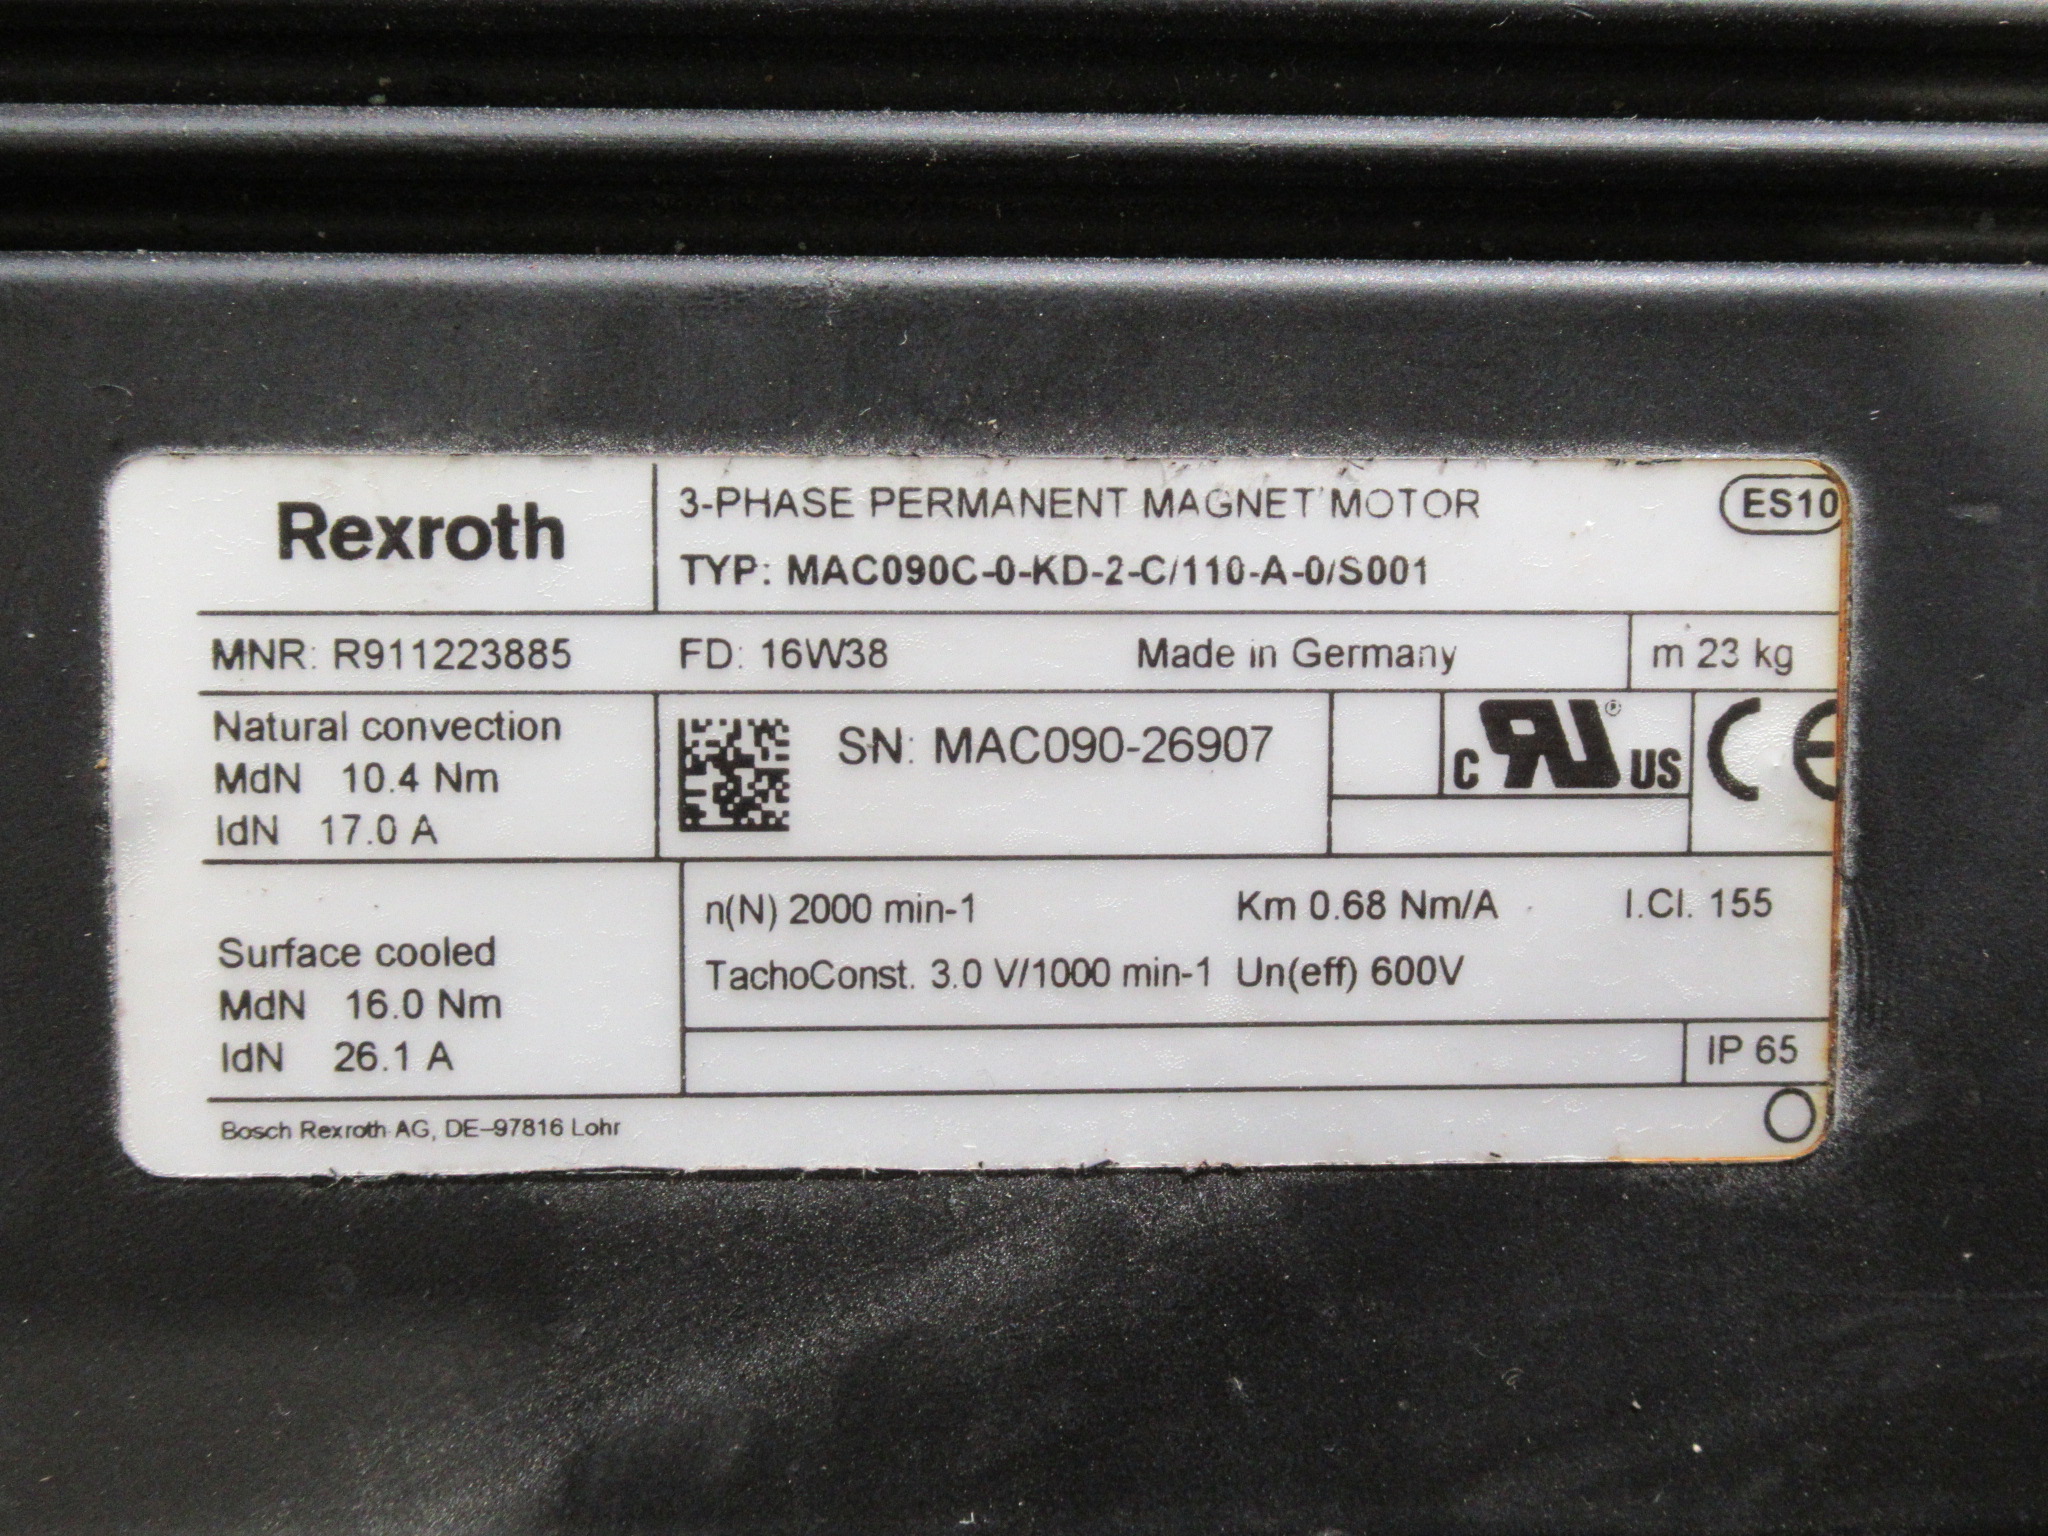 Rexroth
3-PHASE PERMANENT MAGNET MOTOR
ES10
TYP: MAC090C-0-KD-2-C/110-A-0/S001
MNR: R911223885 FD: 16W38 Made in Germany m 23 kg
Natural convection
MdN 10.4 Nm
IdN 17.0 A
SN: MAC090-26907
c RU ® US CE
Surface cooled
MdN 16.0 Nm
IdN 26.1 A
n(N) 2000 min-1 Km 0.68 Nm/A I.Cl. 155
TachoConst. 3.0 V/1000 min-1 Un(eff) 600V
IP 65
Bosch Rexroth AG, DE-97816 Lohr